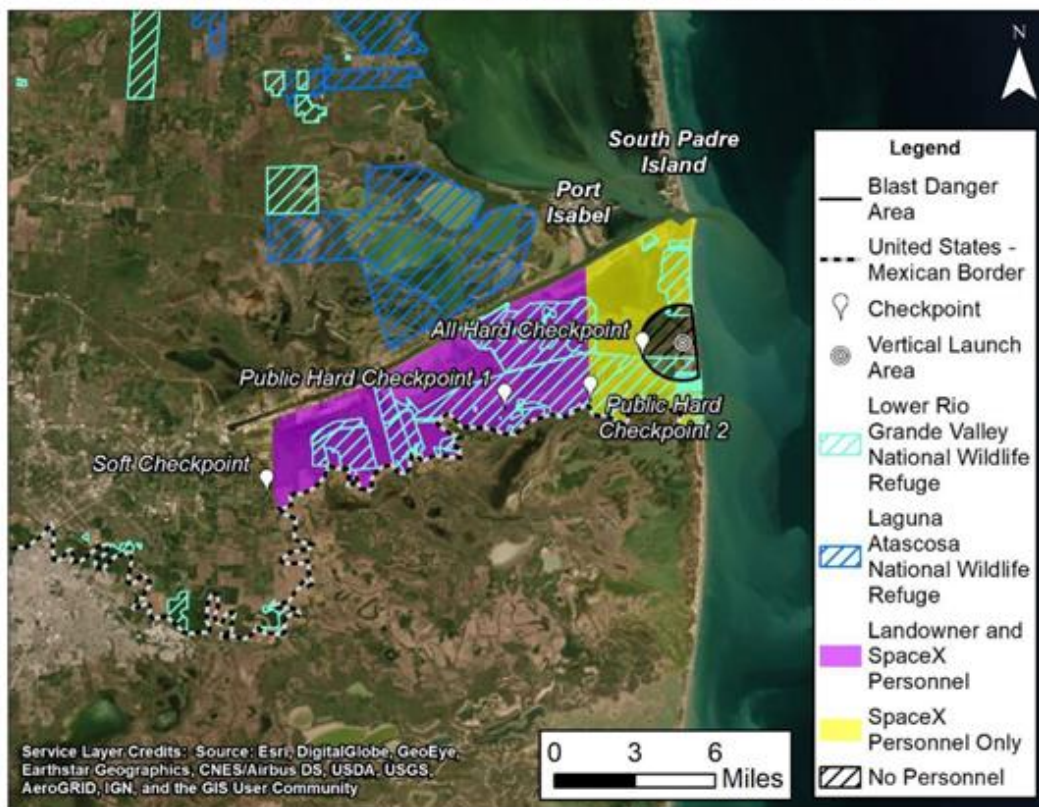 N
South Padre
Island
Port
Isabel
All Hard Checkpoint
Public Hard Checkpoint 1
Public Hard
Checkpoint 2
Soft Checkpoint
Legend
Blast Danger
Area
United States -
Mexican Border
Checkpoint
Vertical Launch
Area
Lower Rio
Grande Valley
National Wildlife
Refuge
Laguna
Atascosa
National Wildlife
Refuge
Landowner and
SpaceX
Personnel
SpaceX
Personnel Only
No Personnel
Service Layer Credits: Source: Esri, DigitalGlobe, GeoEye,
Earthstar Geographics, CNES/Airbus DS, USDA, USGS,
AeroGRID, IGN, and the GIS User Community
0 3 6
Miles